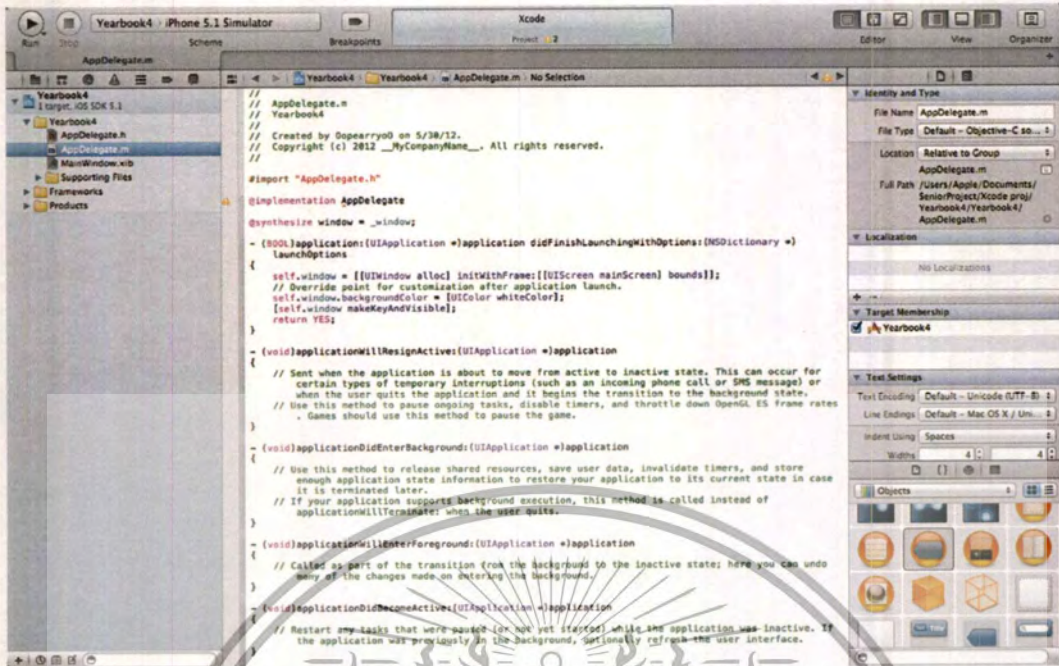 Yearbook4 iPhone 5.1 Simulator
Xcode
Project 2
Run Stop Scheme Breakpoints Editor View Organizer
AppDelegate.m
Yearbook4 Yearbook4 AppDelegate.m No Selection
Yearbook4
1 target, iOS SDK 5.1
Yearbook4
AppDelegate.h
AppDelegate.m
MainWindow.xib
Supporting Files
Frameworks
Products
//
// AppDelegate.m
// Yearbook4
//
// Created by OopearryoO on 5/30/12.
// Copyright (c) 2012 __MyCompanyName__. All rights reserved.
//
#import "AppDelegate.h"
@implementation AppDelegate
@synthesize window = _window;
- (BOOL)application:(UIApplication *)application didFinishLaunchingWithOptions:(NSDictionary *)
launchOptions
{
self.window = [[UIWindow alloc] initWithFrame:[[UIScreen mainScreen] bounds]];
// Override point for customization after application launch.
self.window.backgroundColor = [UIColor whiteColor];
[self.window makeKeyAndVisible];
return YES;
}
- (void)applicationWillResignActive:(UIApplication *)application
{
// Sent when the application is about to move from active to inactive state. This can occur for
certain types of temporary interruptions (such as an incoming phone call or SMS message) or
when the user quits the application and it begins the transition to the background state.
// Use this method to pause ongoing tasks, disable timers, and throttle down OpenGL ES frame rates
. Games should use this method to pause the game.
}
- (void)applicationDidEnterBackground:(UIApplication *)application
{
// Use this method to release shared resources, save user data, invalidate timers, and store
enough application state information to restore your application to its current state in case
it is terminated later.
// If your application supports background execution, this method is called instead of
applicationWillTerminate: when the user quits.
}
- (void)applicationWillEnterForeground:(UIApplication *)application
{
// Called as part of the transition from the background to the inactive state; here you can undo
many of the changes made on entering the background.
}
- (void)applicationDidBecomeActive:(UIApplication *)application
{
// Restart any tasks that were paused (or not yet started) while the application was inactive. If
the application was previously in the background, optionally refresh the user interface.
}
Identity and Type
File Name AppDelegate.m
File Type Default - Objective-C so...
Location Relative to Group
AppDelegate.m
Full Path /Users/Apple/Documents/
SeniorProject/Xcode proj/
Yearbook4/Yearbook4/
AppDelegate.m
Localization
No Localizations
Target Membership
Yearbook4
Text Settings
Text Encoding Default - Unicode (UTF-8)
Line Endings Default - Mac OS X / Uni...
Indent Using Spaces
Widths 4 4
Objects